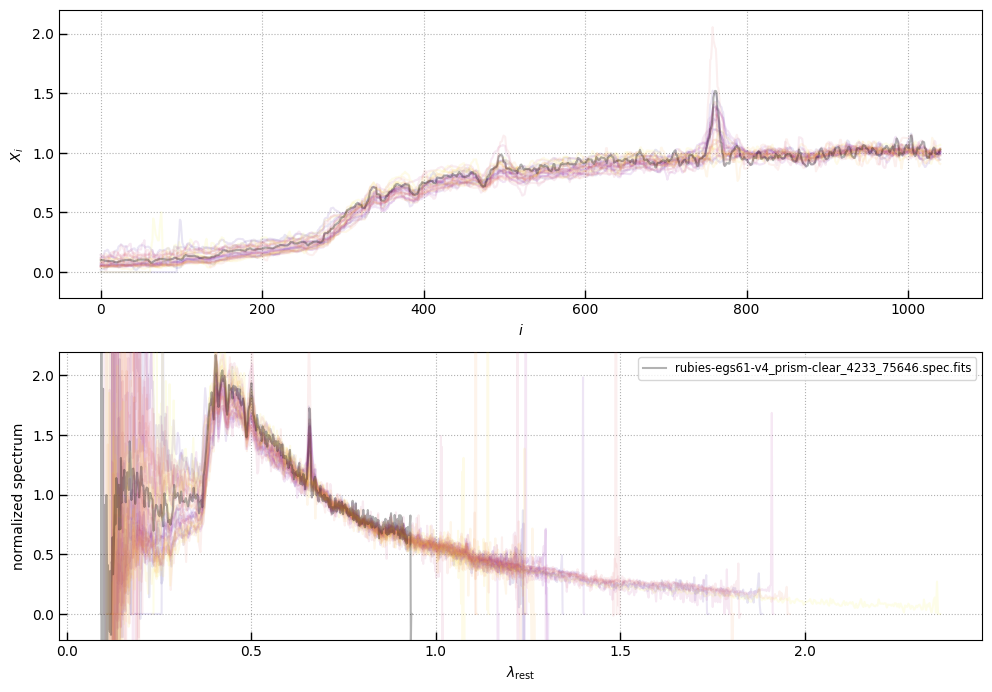 2.0
1.5
1.0
0.5
0.0
x_i
0 200 400 600 800 1000
i
rubies-egs61-v4_prism-clear_4233_75646.spec.fits
2.0
1.5
1.0
0.5
0.0
normalized spectrum
0.0 0.5 1.0 1.5 2.0
λ_rest